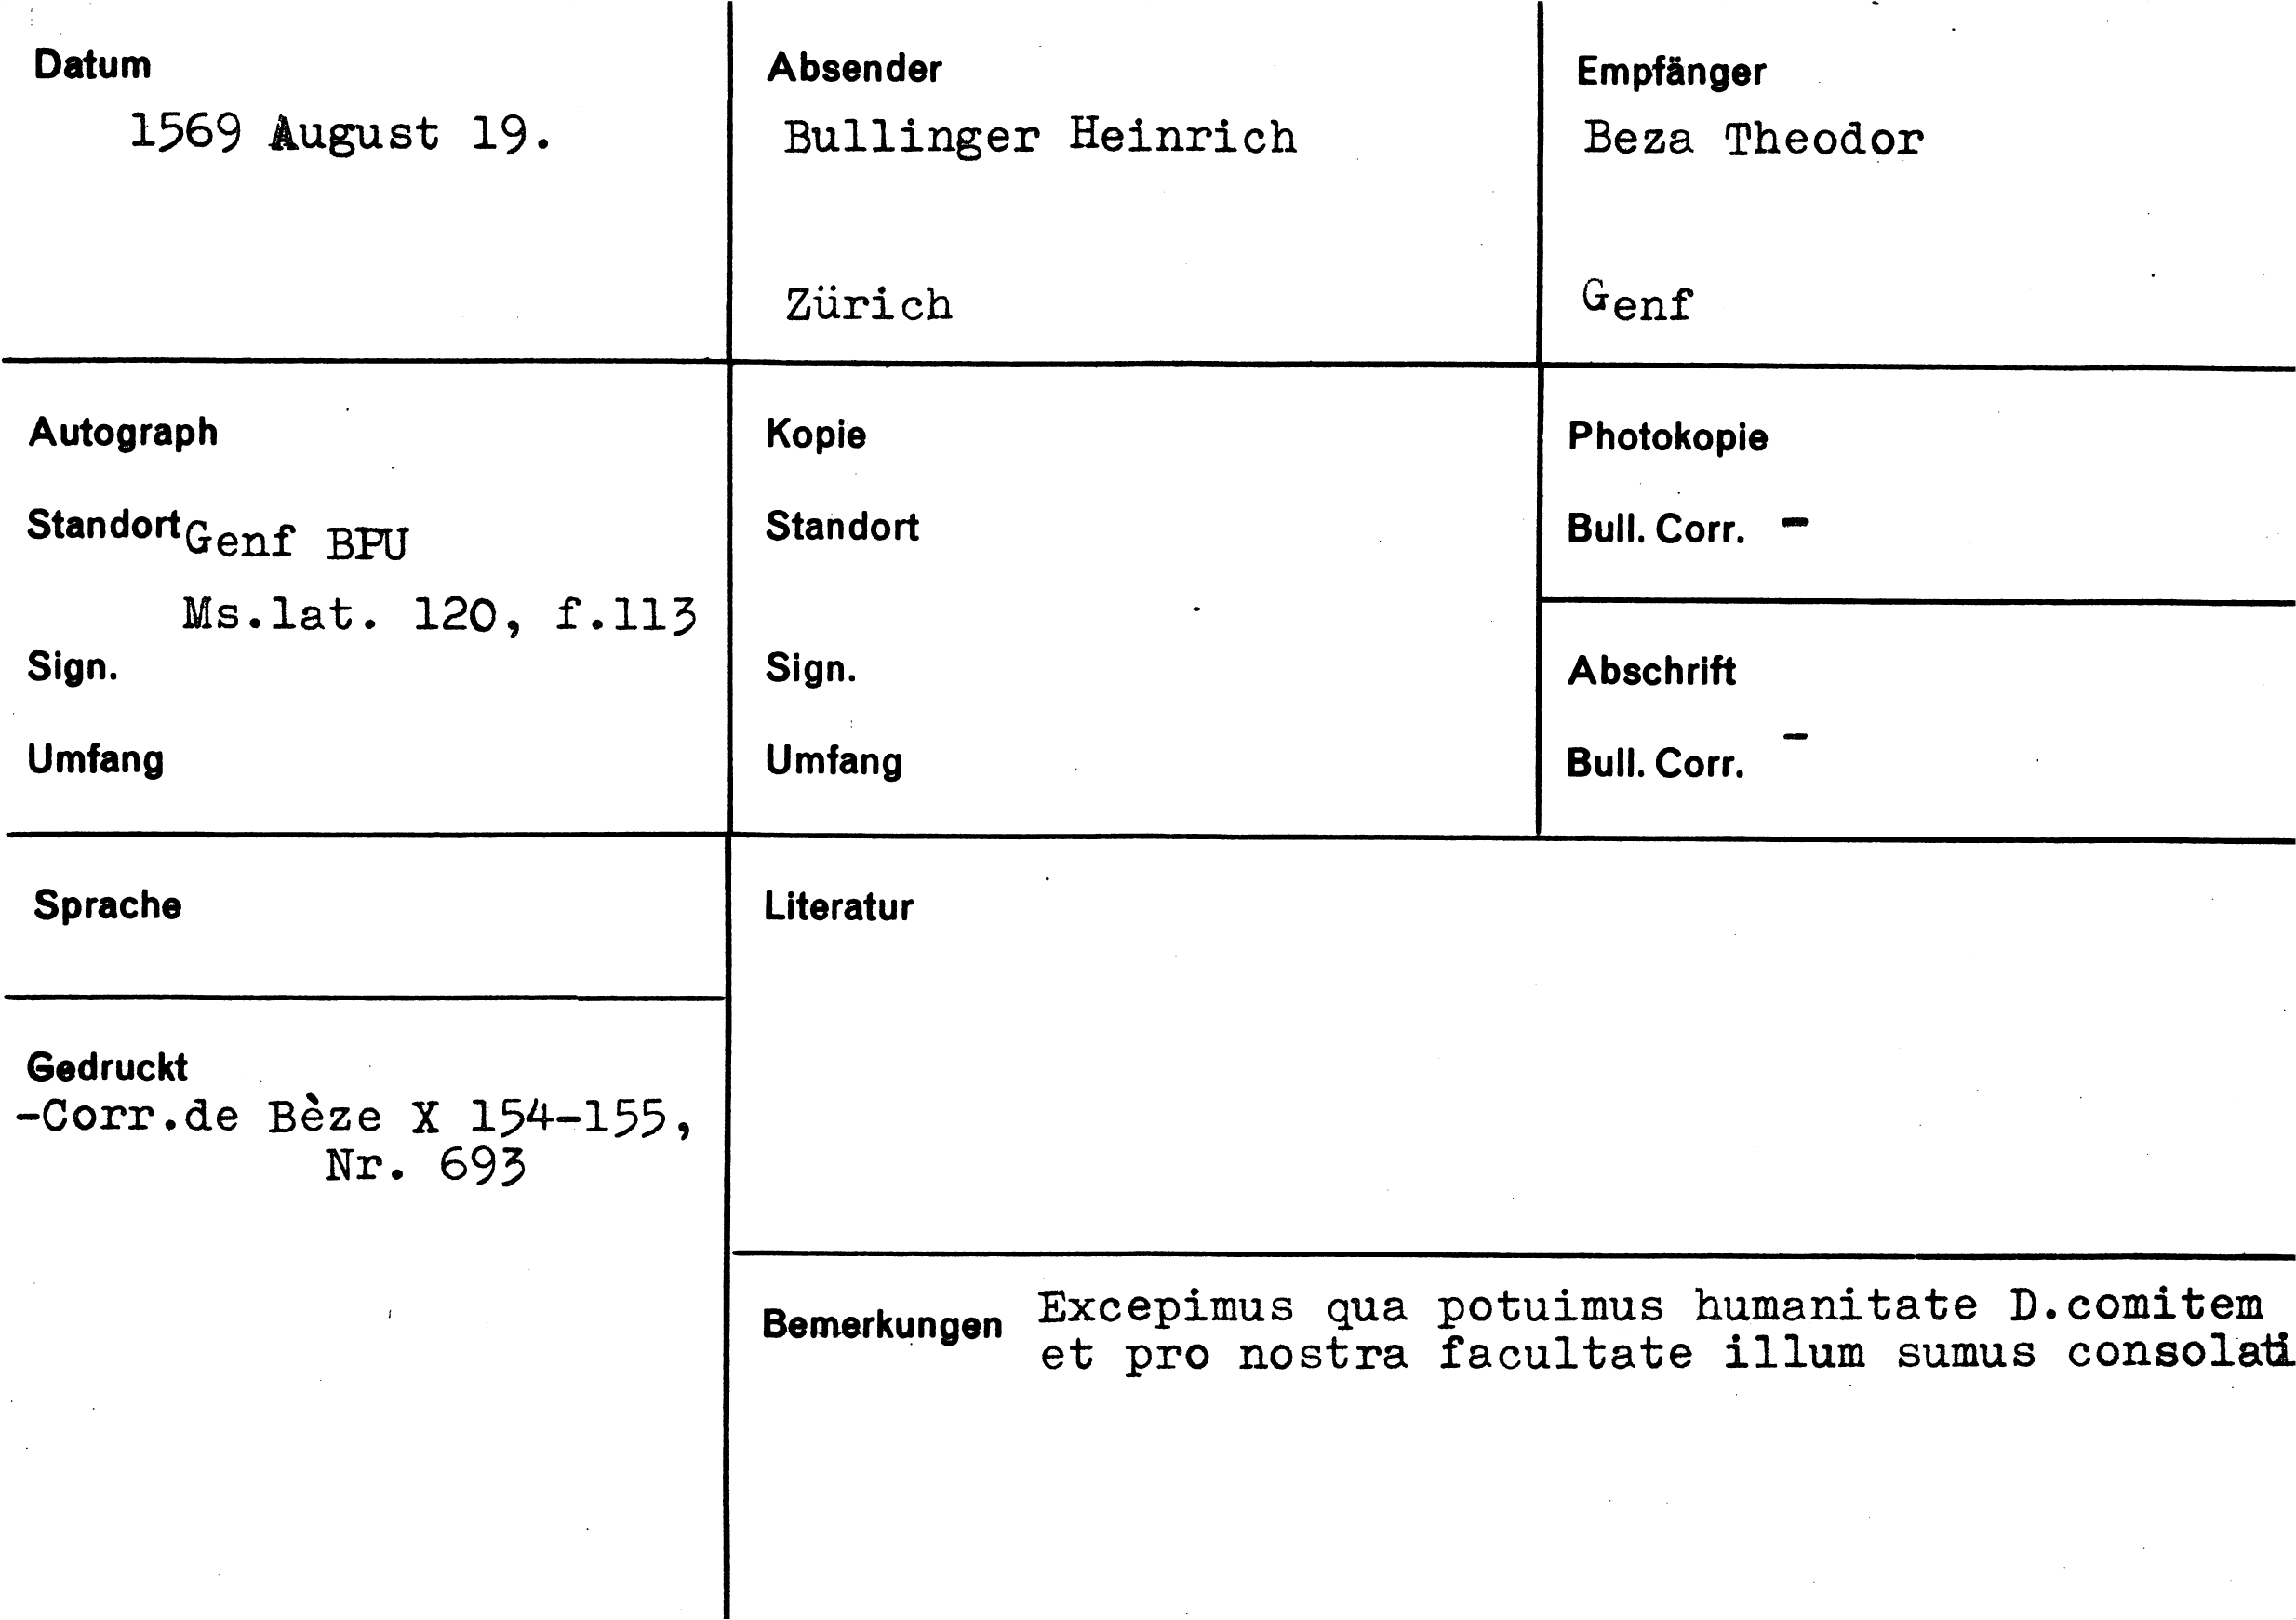 Datum
1569 August 19.
Absender
Bullinger Heinrich
Zürich
Empfänger
Beza Theodor
Genf
Autograph
Standort Genf BPU
Ms.lat. 120, f.113
Sign.
Umfang
Kopie
Standort
Sign.
Umfang
Photokopie
Bull. Corr. -
Abschrift
Bull. Corr. -
Sprache
Gedruckt
-Corr.de Bèze X 154-155,
Nr. 693
Literatur
Bemerkungen Excepimus qua potuimus humanitate D.comitem
et pro nostra facultate illum sumus consolati